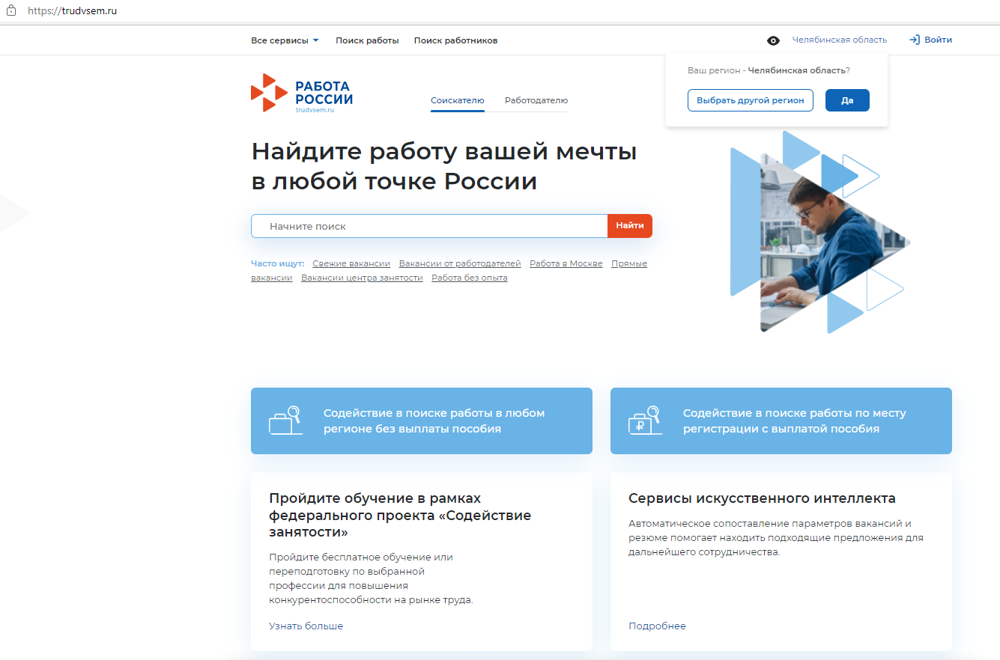 https://trudvsem.ru
Все сервисы Поиск работы Поиск работников Челябинская область Войти
Ваш регион - Челябинская область?
Выбрать другой регион Да
РАБОТА
РОССИИ
trudvsem.ru
Соискателю Работодателю
Найдите работу вашей мечты
в любой точке России
Начните поиск Найти
Часто ищут: Свежие вакансии Вакансии от работодателей Работа в Москве Прямые
вакансии Вакансии центра занятости Работа без опыта
Содействие в поиске работы в любом
регионе без выплаты пособия
Содействие в поиске работы по месту
регистрации с выплатой пособия
Пройдите обучение в рамках
федерального проекта «Содействие
занятости»
Пройдите бесплатное обучение или
переподготовку по выбранной
профессии для повышения
конкурентоспособности на рынке труда.
Узнать больше
Сервисы искусственного интеллекта
Автоматическое сопоставление параметров вакансий и
резюме помогает находить подходящие предложения для
дальнейшего сотрудничества.
Подробнее